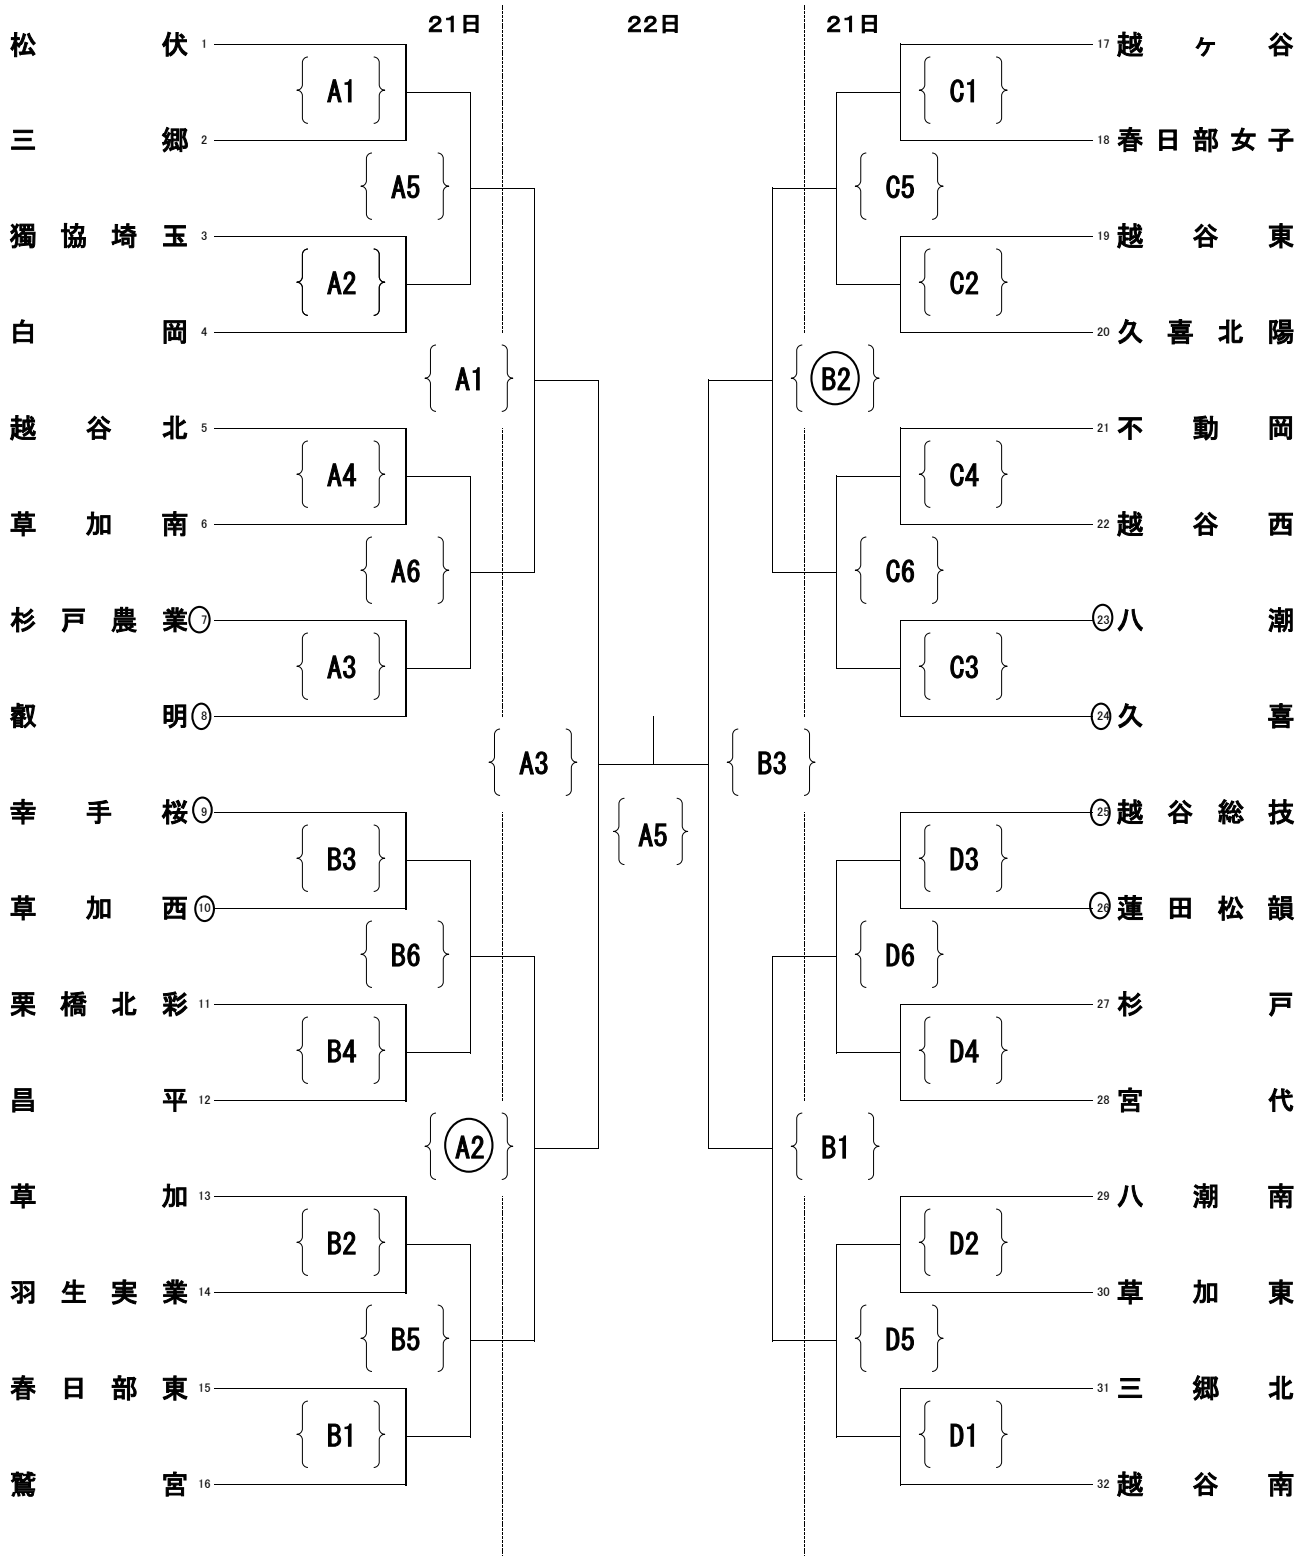 21日 22日 21日
松伏 1 17 越ヶ谷
A1 C1
三郷 2 18 春日部女子
A5 C5
獨協埼玉 3 19 越谷東
A2 C2
白岡 4 20 久喜北陽
A1 B2
越谷北 5 21 不動岡
A4 C4
草加南 6 22 越谷西
A6 C6
杉戸農業 7 23 八潮
A3 C3
叡明 8 24 久喜
A3 B3
幸手桜 9 25 越谷総技
A5
B3 D3
草加西 10 26 蓮田松韻
B6 D6
栗橋北彩 11 27 杉戸
B4 D4
昌平 12 28 宮代
A2 B1
草加 13 29 八潮南
B2 D2
羽生実業 14 30 草加東
B5 D5
春日部東 15 31 三郷北
B1 D1
鷲宮 16 32 越谷南